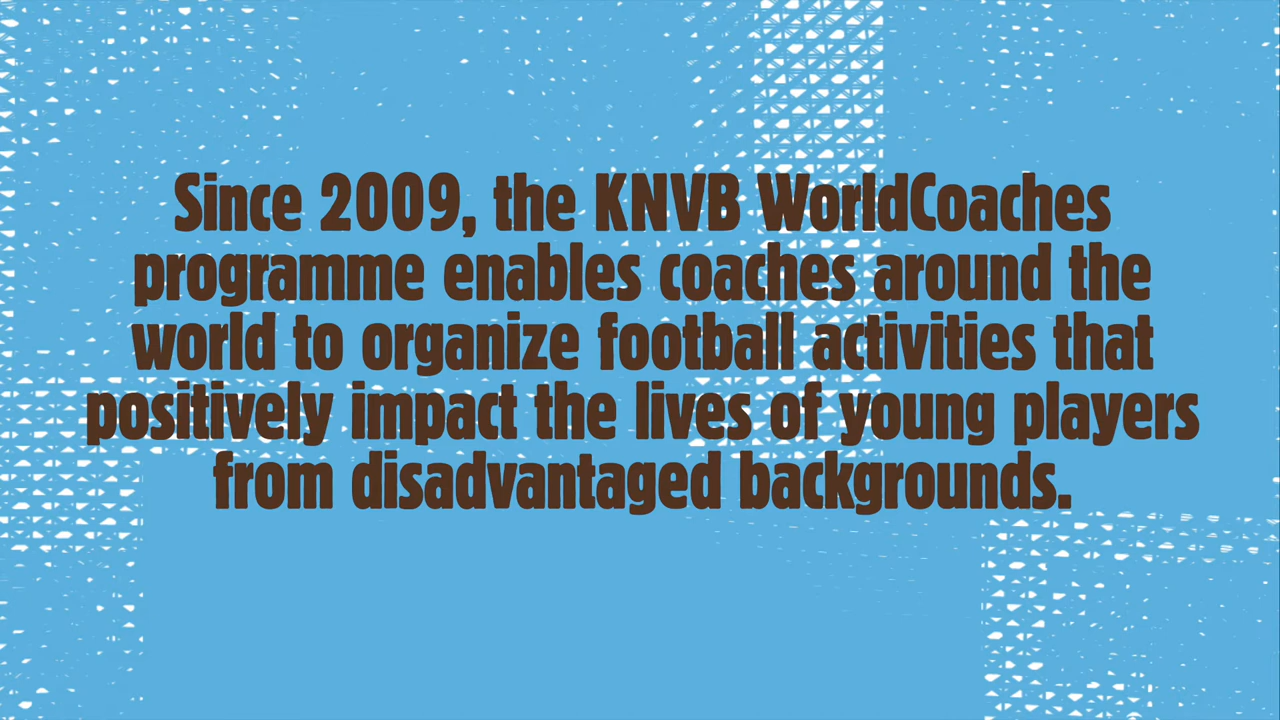 Since 2009, the KNVB WorldCoaches
programme enables coaches around the
world to organize football activities that
positively impact the lives of young players
from disadvantaged backgrounds.